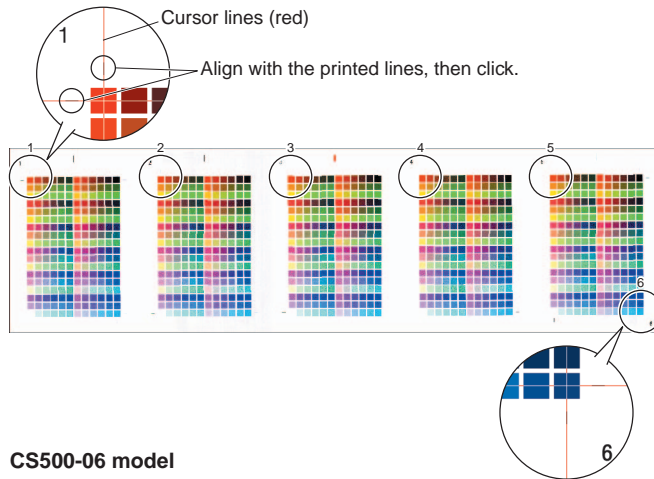 Cursor lines (red)
1
Align with the printed lines, then click.
1 2 3 4 5
6
6
CS500-06 model